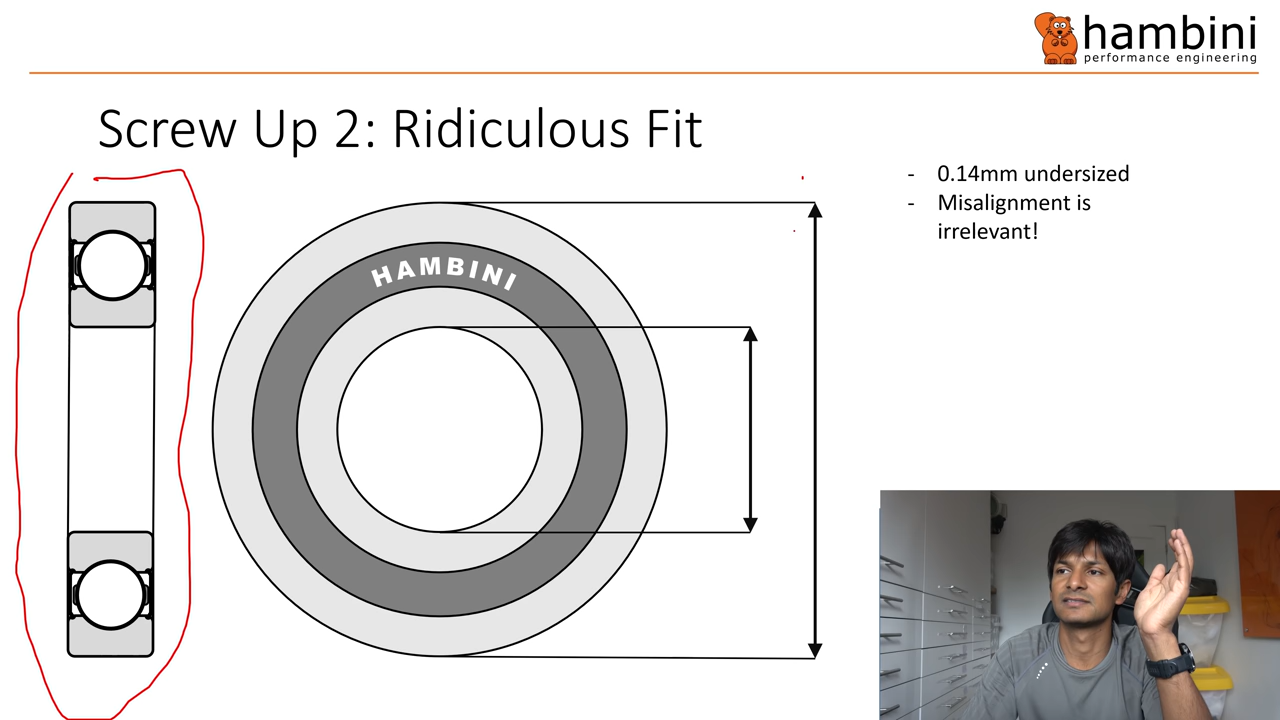 hambini
performance engineering
Screw Up 2: Ridiculous Fit
- 0.14mm undersized
- Misalignment is
irrelevant!
HAMBINI